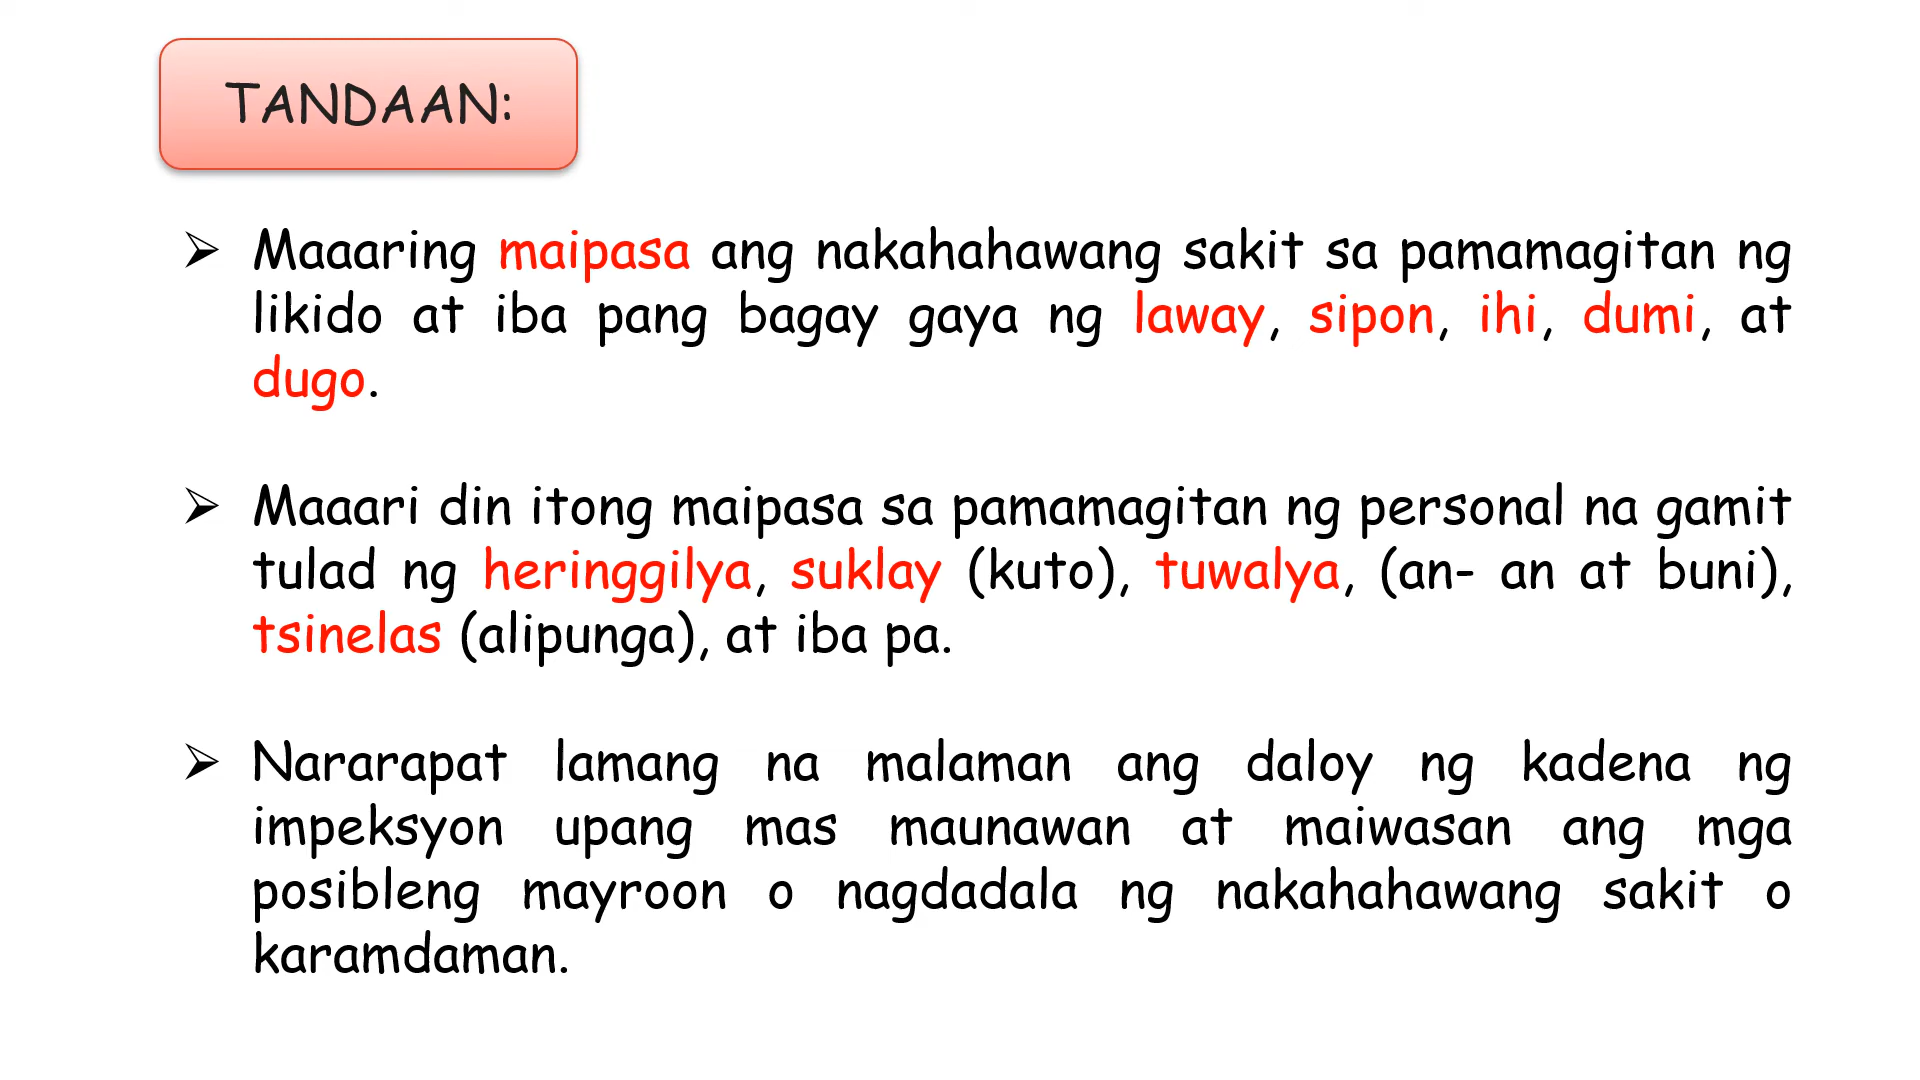 TANDAAN:
➢ Maaaring maipasa ang nakahahawang sakit sa pamamagitan ng
likido at iba pang bagay gaya ng laway, sipon, ihi, dumi, at
dugo.
➢ Maaari din itong maipasa sa pamamagitan ng personal na gamit
tulad ng heringgilya, suklay (kuto), tuwalya, (an- an at buni),
tsinelas (alipunga), at iba pa.
➢ Nararapat lamang na malaman ang daloy ng kadena ng
impeksyon upang mas maunawan at maiwasan ang mga
posibleng mayroon o nagdadala ng nakahahawang sakit o
karamdaman.